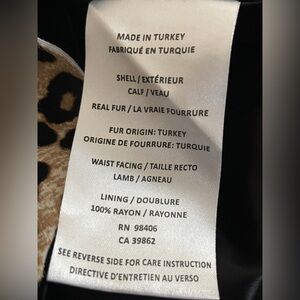 MADE IN TURKEY
FABRIQUÉ EN TURQUIE
SHELL / EXTÉRIEUR
CALF / VEAU
REAL FUR / LA VRAIE FOURRURE
FUR ORIGIN: TURKEY
ORIGINE DE FOURRURE: TURQUIE
WAIST FACING / TAILLE RECTO
LAMB / AGNEAU
LINING / DOUBLURE
100% RAYON / RAYONNE
RN 98406
CA 39862
SEE REVERSE SIDE FOR CARE INSTRUCTION
DIRECTIVE D'ENTRETIEN AU VERSO